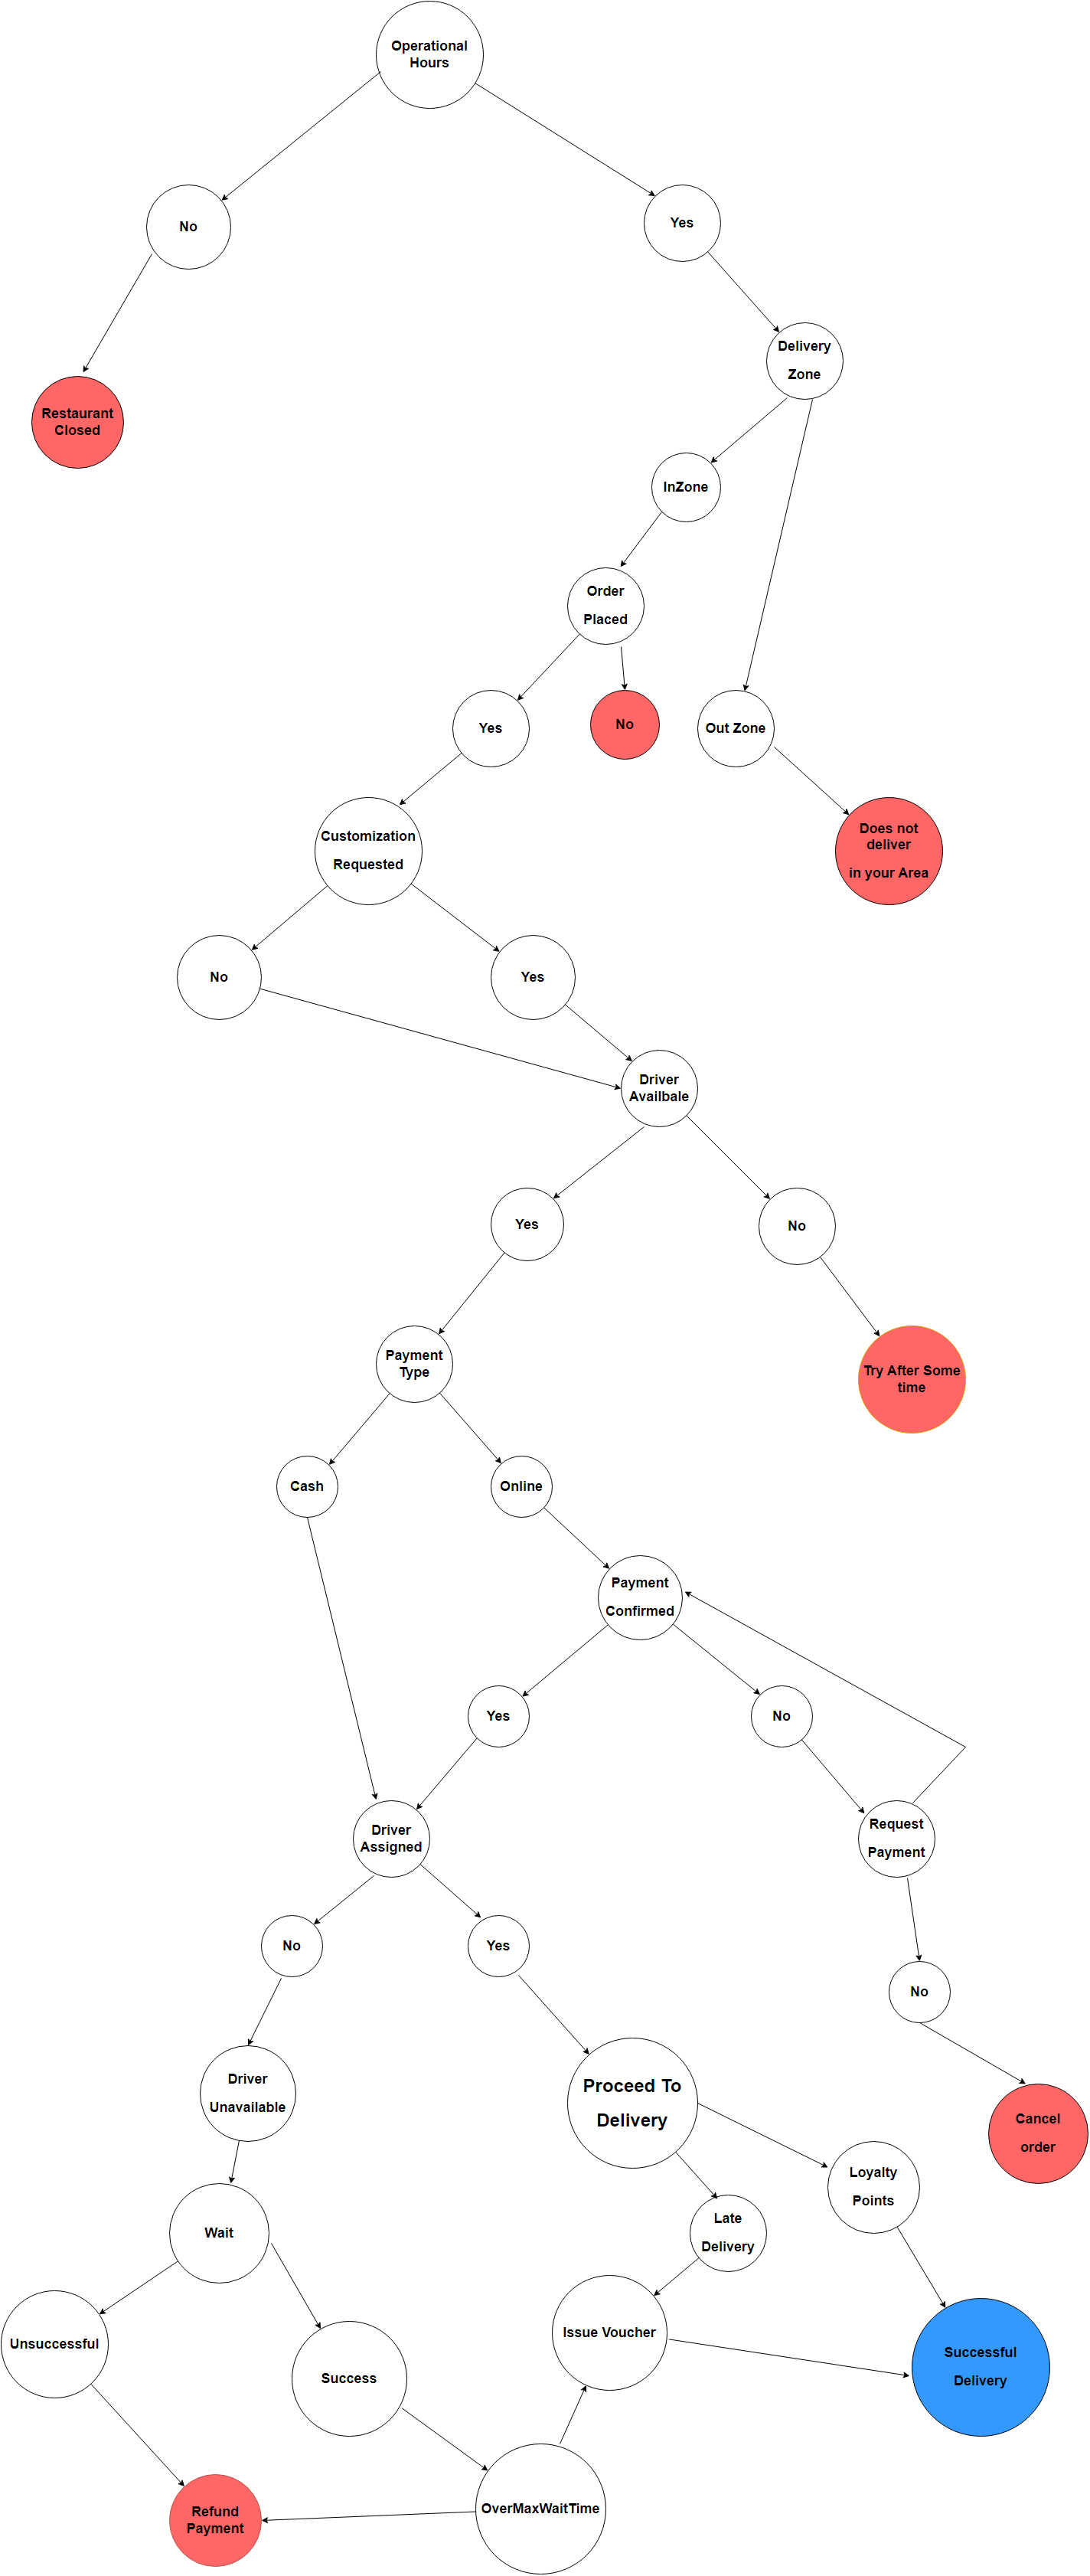 Operational
Hours
No
Yes
Delivery
Zone
Restaurant
Closed
InZone
Order
Placed
Yes
No
Out Zone
Customization
Requested
Does not
deliver
in your Area
No
Yes
Driver
Availbale
Yes
No
Payment
Type
Try After Some
time
Cash
Online
Payment
Confirmed
Yes
No
Driver
Assigned
Request
Payment
No
Yes
No
Driver
Unavailable
Proceed To
Delivery
Cancel
order
Loyalty
Points
Wait
Late
Delivery
Unsuccessful
Issue Voucher
Success
Successful
Delivery
OverMaxWaitTime
Refund
Payment